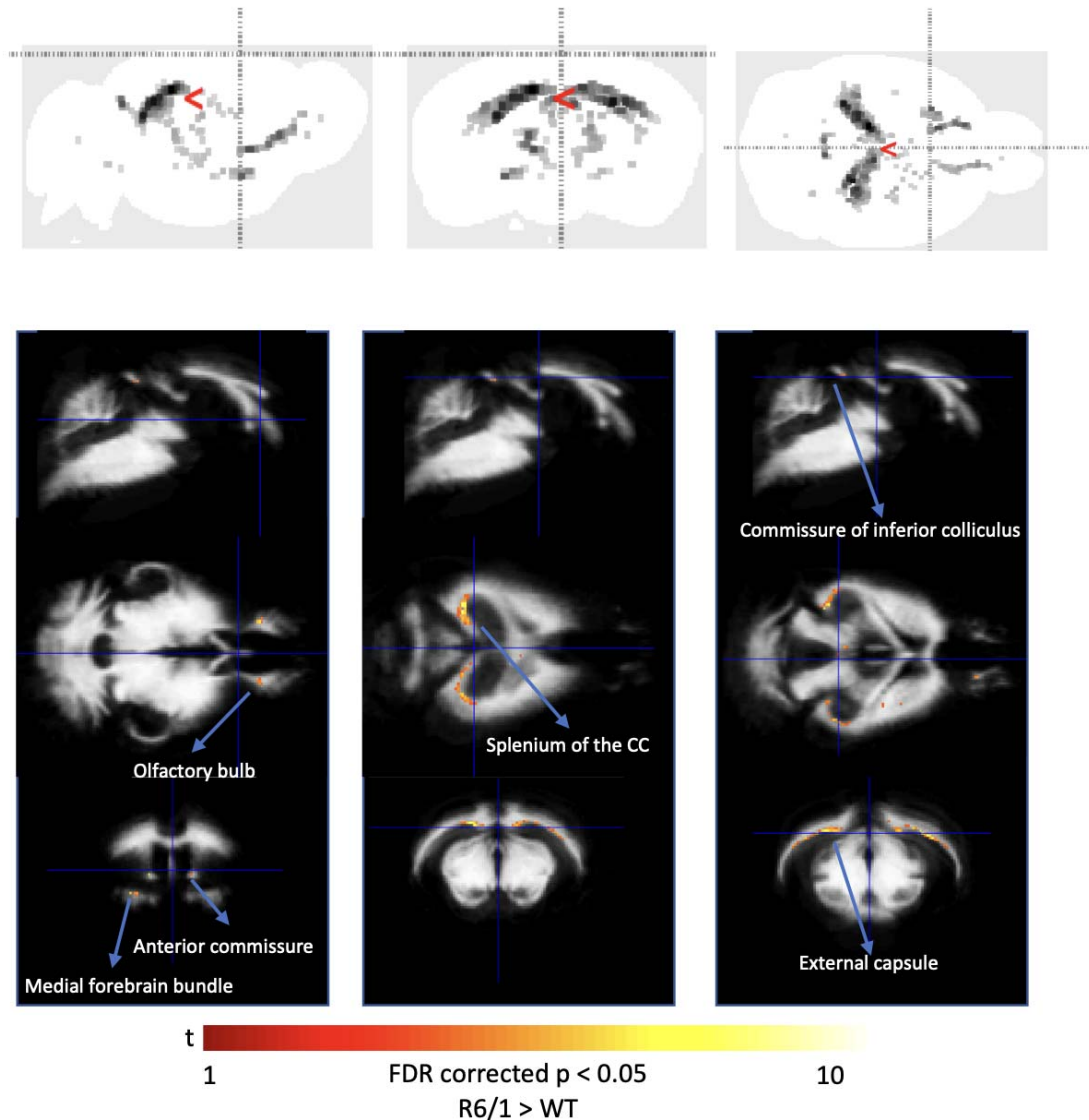 Commissure of inferior colliculus
Olfactory bulb
Splenium of the CC
Anterior commissure
Medial forebrain bundle
External capsule
t
1
FDR corrected p < 0.05
10
R6/1 > WT